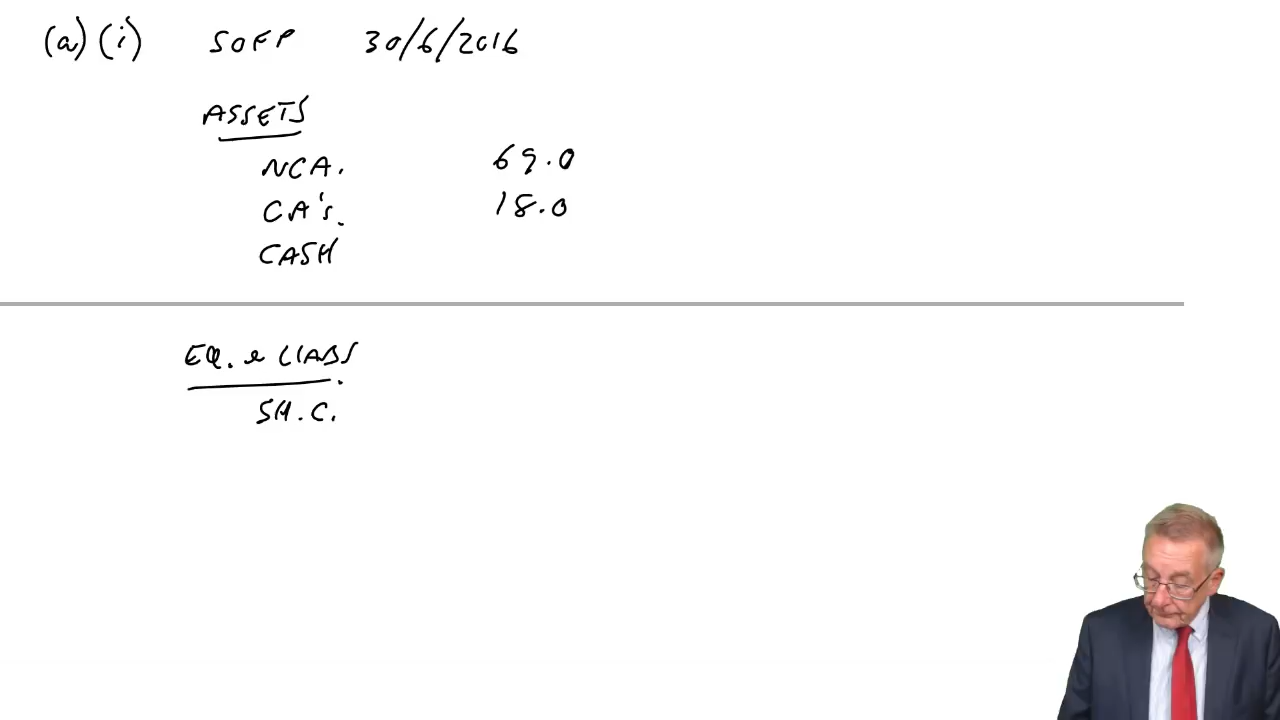 (a) (i) SOFP 30/6/2016
ASSETS
NCA. 69.0
CA's. 18.0
CASH
EQ. & LIABS.
SH.C.